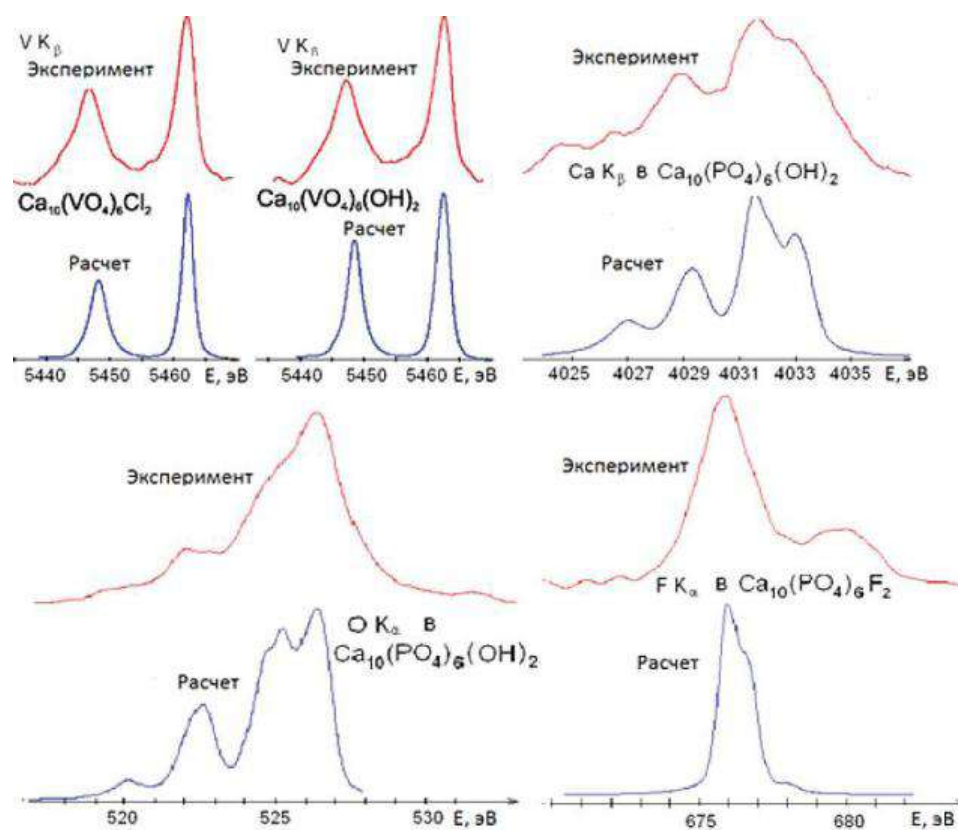 V Kβ
Эксперимент
Ca₁₀(VO₄)₆Cl₂
Расчет
5440 5450 5460 E, эВ
V Kβ
Эксперимент
Ca₁₀(VO₄)₆(OH)₂
Расчет
5440 5450 5460 E, эВ
Эксперимент
Ca Kβ в Ca₁₀(PO₄)₆(OH)₂
Расчет
4025 4027 4029 4031 4033 4035 E, эВ
Эксперимент
O Kα в
Ca₁₀(PO₄)₆(OH)₂
Расчет
520 525 530 E, эВ
Эксперимент
F Kα в Ca₁₀(PO₄)₆F₂
Расчет
675 680 E, эВ